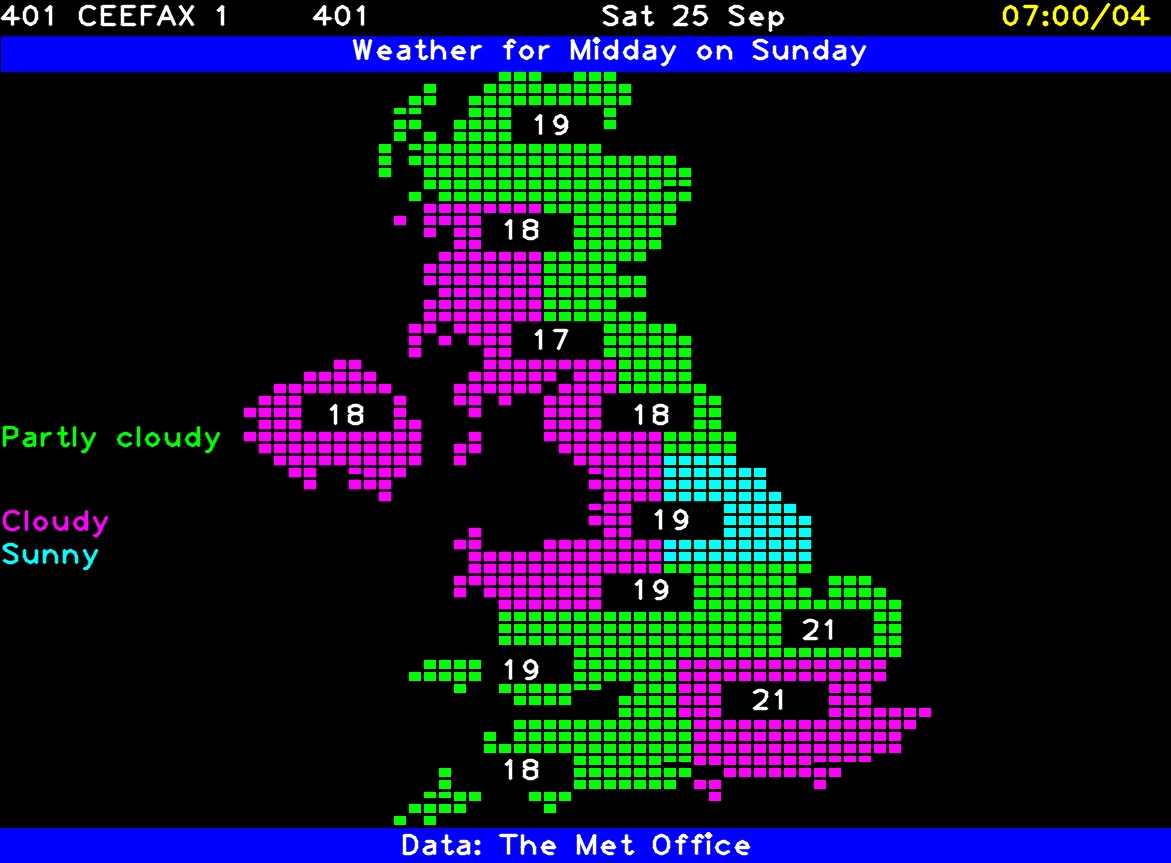 401 CEEFAX 1 401 Sat 25 Sep 07:00/04
Weather for Midday on Sunday
19
18
17
18 18
Partly cloudy
Cloudy 19
Sunny
19
21
19
21
18
Data: The Met Office